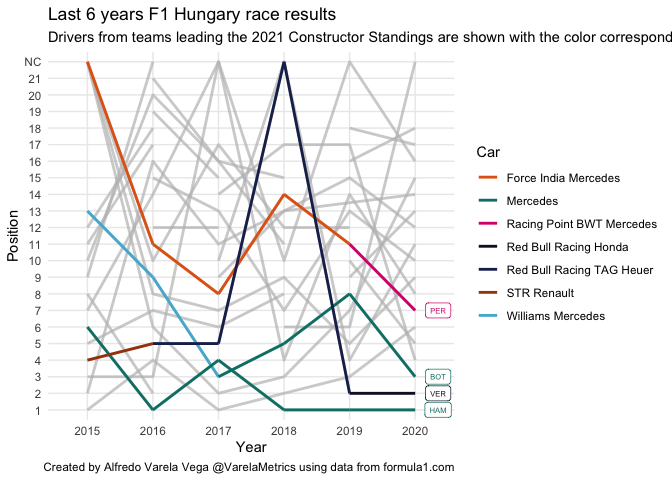 Last 6 years F1 Hungary race results
Drivers from teams leading the 2021 Constructor Standings are shown with the color correspond
NC
21
20
19
18
17
16
15
14
13
12
11
10
9
8
7
6
5
4
3
2
1
Position
PER
BOT
VER
HAM
2015 2016 2017 2018 2019 2020
Year
Created by Alfredo Varela Vega @VarelaMetrics using data from formula1.com
Car
Force India Mercedes
Mercedes
Racing Point BWT Mercedes
Red Bull Racing Honda
Red Bull Racing TAG Heuer
STR Renault
Williams Mercedes